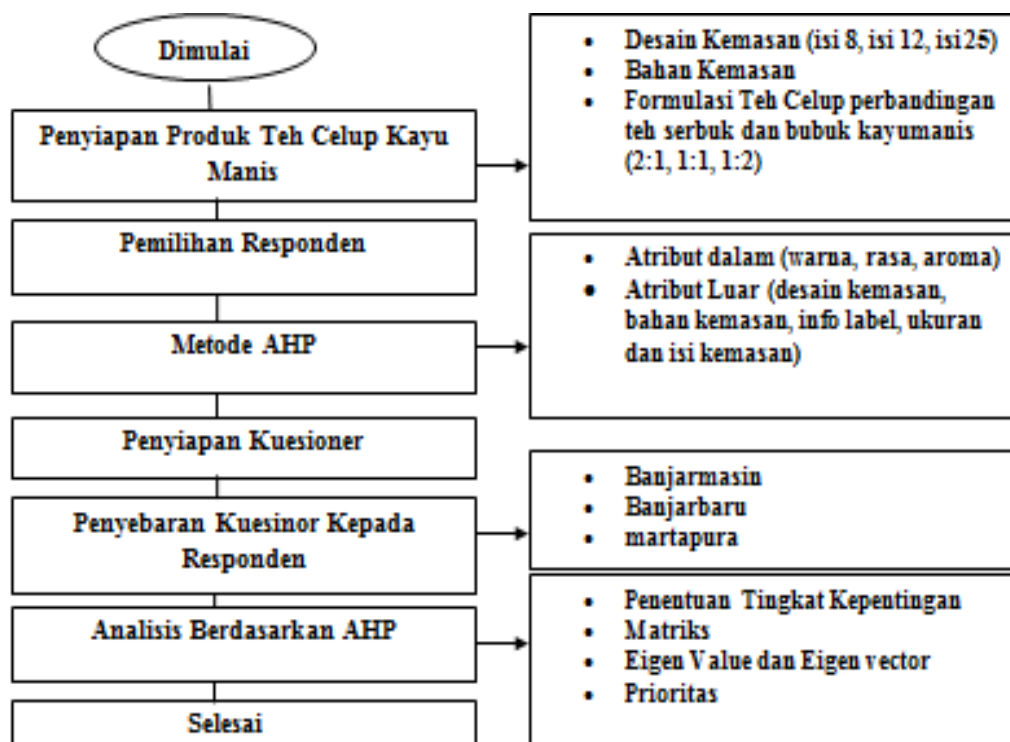 Dimulai
Penyiapan Produk Teh Celup Kayu
Manis
• Desain Kemasan (isi 8, isi 12, isi 25)
• Bahan Kemasan
• Formulasi Teh Celup perbandingan
teh serbuk dan bubuk kayumanis
(2:1, 1:1, 1:2)
Pemilihan Responden
Metode AHP
• Atribut dalam (warna, rasa, aroma)
• Atribut Luar (desain kemasan,
bahan kemasan, info label, ukuran
dan isi kemasan)
Penyiapan Kuesioner
Penyebaran Kuesinor Kepada
Responden
• Banjarmasin
• Banjarbaru
• martapura
Analisis Berdasarkan AHP
• Penentuan Tingkat Kepentingan
• Matriks
• Eigen Value dan Eigen vector
• Prioritas
Selesai